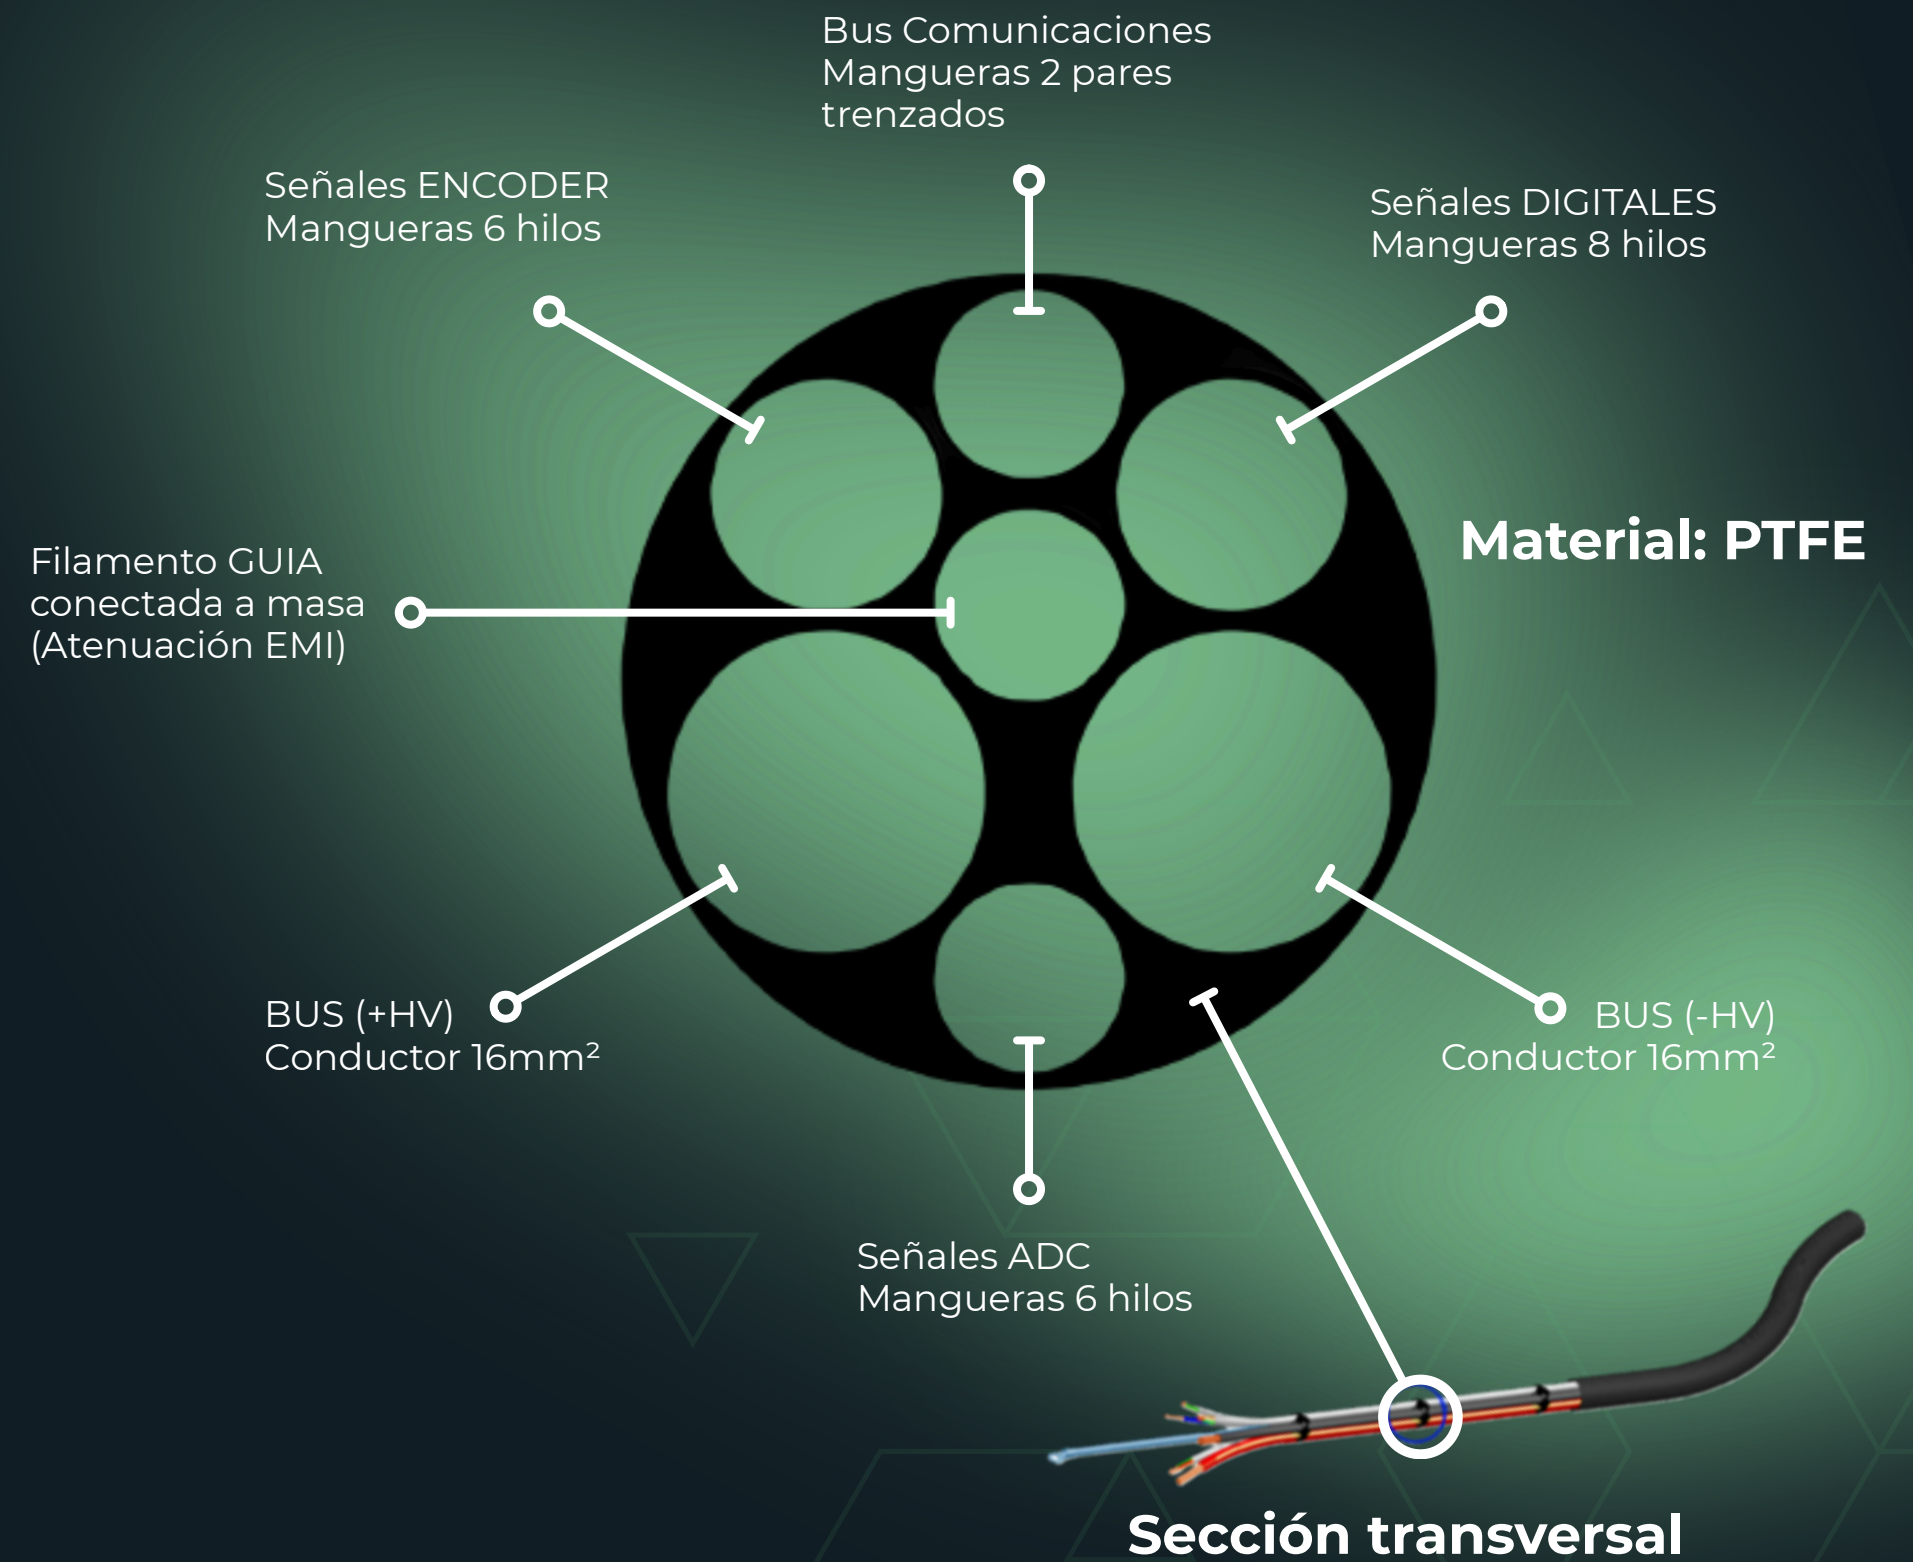 Bus Comunicaciones
Mangueras 2 pares
trenzados
Señales ENCODER
Mangueras 6 hilos
Señales DIGITALES
Mangueras 8 hilos
Material: PTFE
Filamento GUIA
conectada a masa
(Atenuación EMI)
BUS (+HV)
Conductor 16mm²
BUS (-HV)
Conductor 16mm²
Señales ADC
Mangueras 6 hilos
Sección transversal